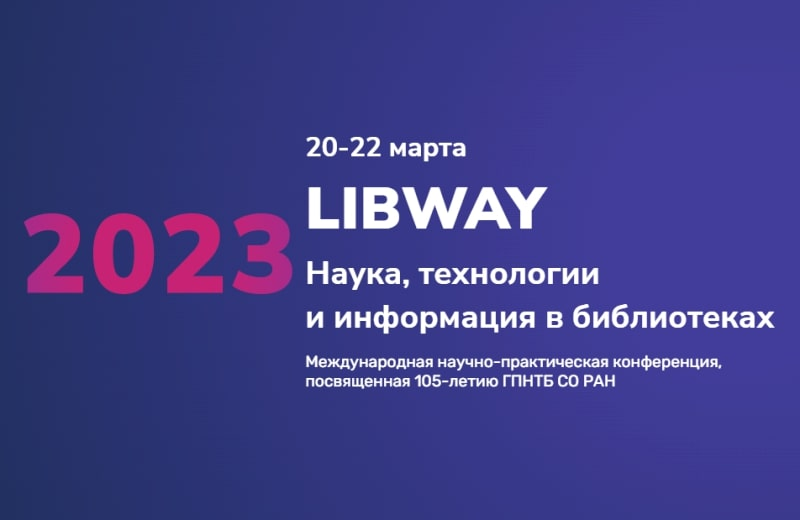 2023
20-22 марта
LIBWAY
Наука, технологии
и информация в библиотеках
Международная научно-практическая конференция,
посвященная 105-летию ГПНТБ СО РАН